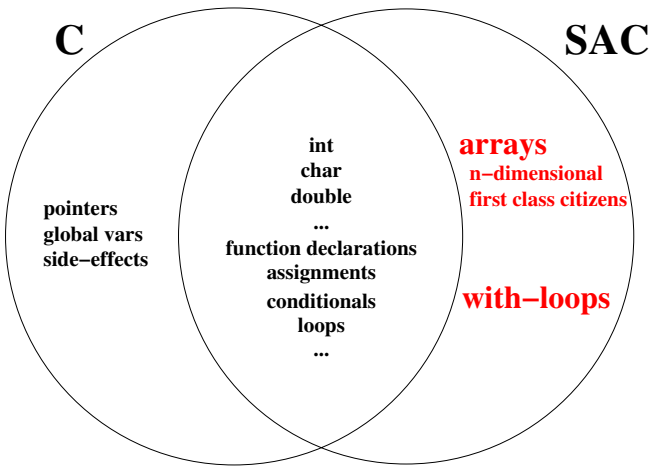 C
SAC
pointers
global vars
side−effects
int
char
double
...
function declarations
assignments
conditionals
loops
...
arrays
n−dimensional
first class citizens
with−loops